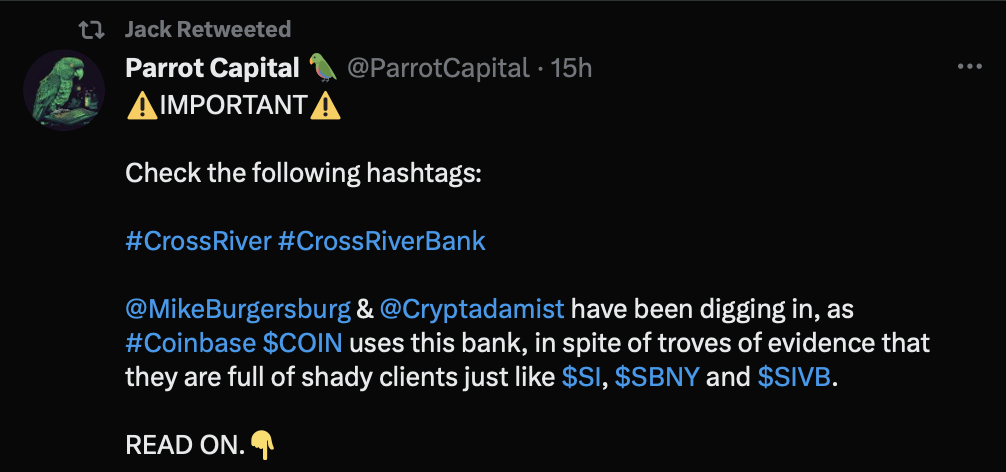 Jack Retweeted
Parrot Capital 🦜 @ParrotCapital · 15h
⚠️IMPORTANT⚠️
Check the following hashtags:
#CrossRiver #CrossRiverBank
@MikeBurgersburg & @Cryptadamist have been digging in, as
#Coinbase $COIN uses this bank, in spite of troves of evidence that
they are full of shady clients just like $SI, $SBNY and $SIVB.
READ ON.👇